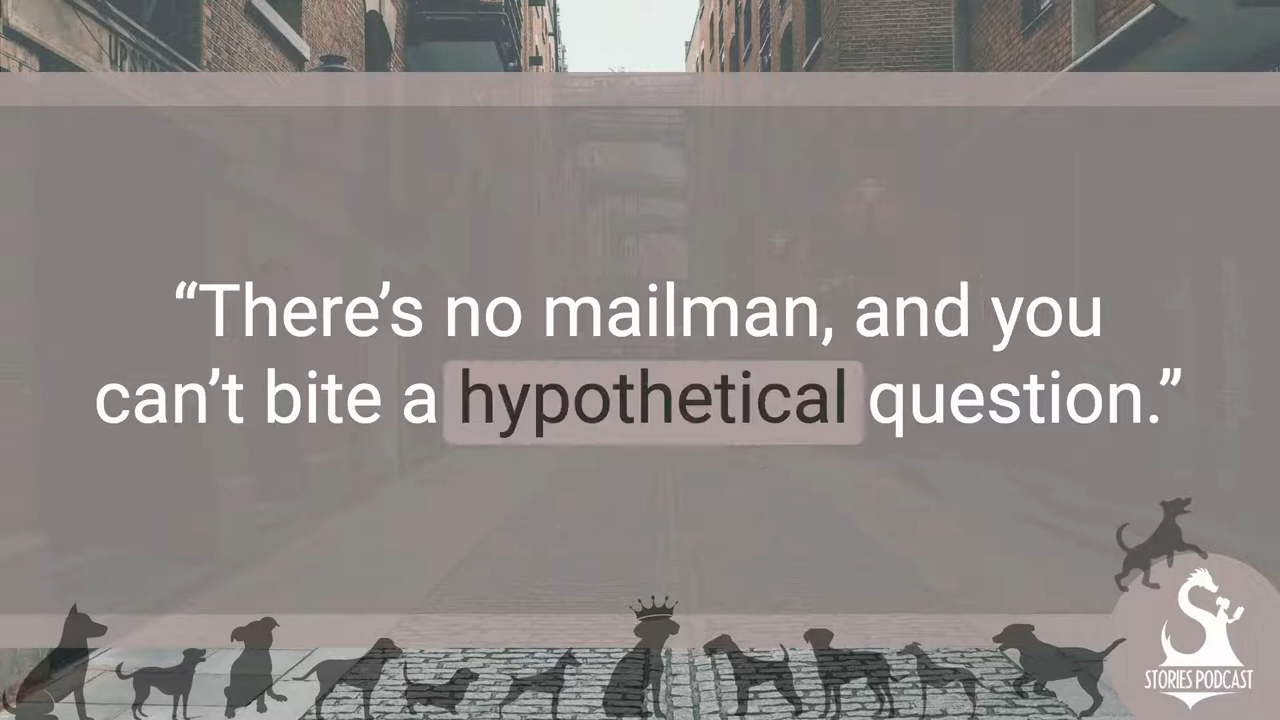 “There’s no mailman, and you
can’t bite a hypothetical question.”
STORIES PODCAST